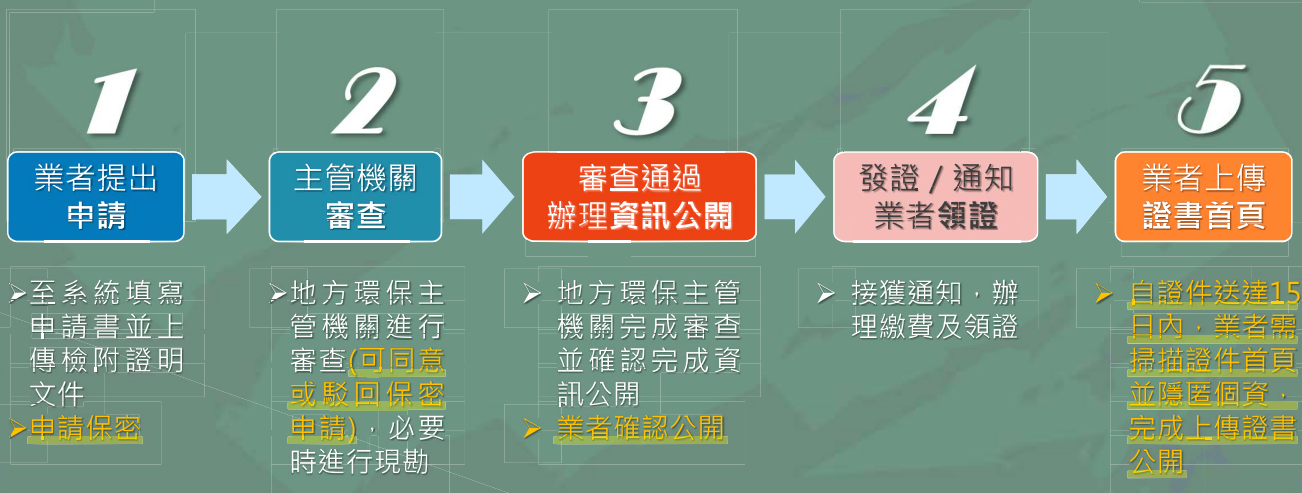 1
業者提出
申請
➢至系統填寫
申請書並上
傳檢附證明
文件
➢申請保密
2
主管機關
審查
➢地方環保主
管機關進行
審查(可同意
或駁回保密
申請)，必要
時進行現勘
3
審查通過
辦理資訊公開
➢ 地方環保主管
機關完成審查
並確認完成資
訊公開
➢ 業者確認公開
4
發證／通知
業者領證
➢ 接獲通知，辦
理繳費及領證
5
業者上傳
證書首頁
➢ 自證件送達15
日內，業者需
掃描證件首頁
並隱匿個資，
完成上傳證書
公開